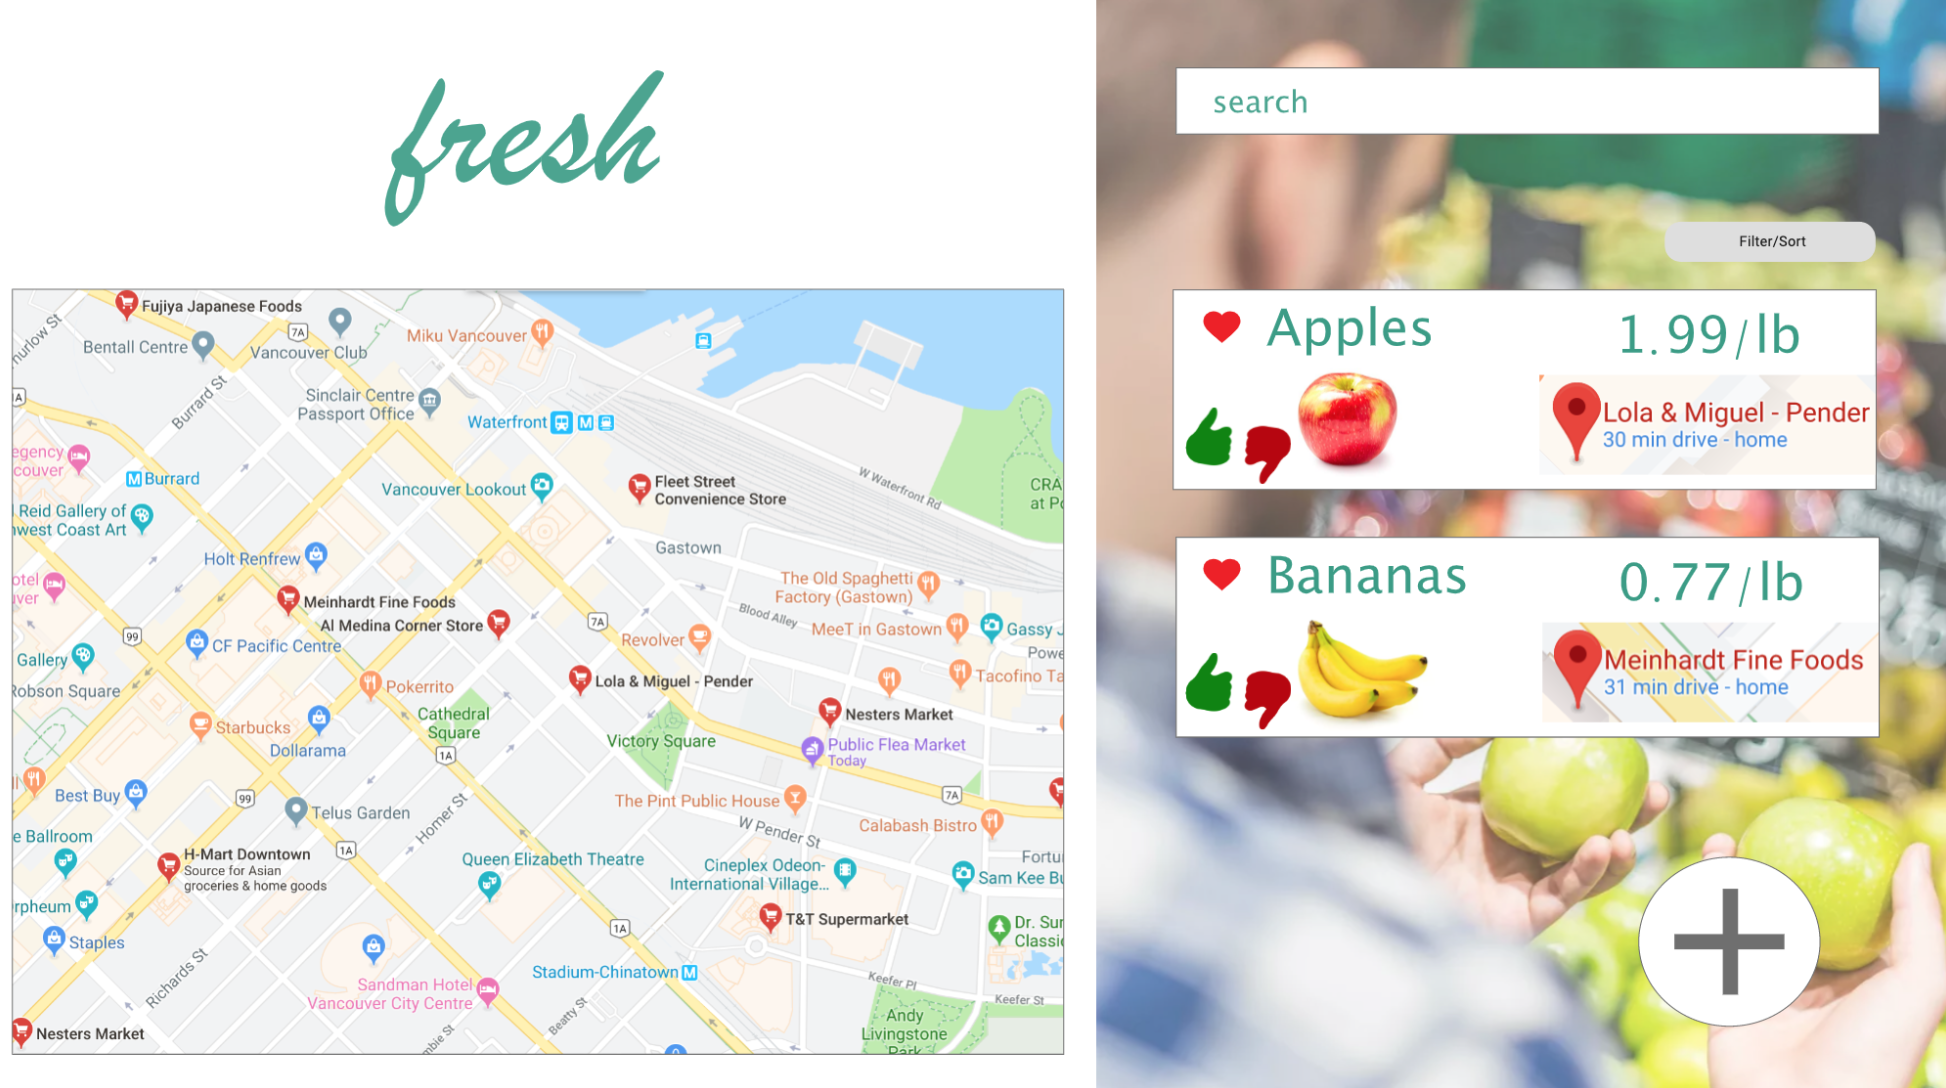 fresh
Fujiya Japanese Foods
7A
Bentall Centre
Vancouver Club
Miku Vancouver
Burrard St
Sinclair Centre
Passport Office
Waterfront
M
egency
couver
M Burrard
Vancouver Lookout
Fleet Street
Convenience Store
W Waterfront Rd
CRA
at Po
Reid Gallery of
west Coast Art
Holt Renfrew
Gastown
The Old Spaghetti
Factory (Gastown)
otel
uver
Meinhardt Fine Foods
Al Medina Corner Store
7A
Blood Alley
99
CF Pacific Centre
Revolver
MeeT in Gastown
Gassy J
Powe
Gallery
Robson Square
Pokerrito
Lola & Miguel - Pender
Tacofino Ta
Starbucks
Cathedral
Square
Nesters Market
Dollarama
1A
Victory Square
Public Flea Market
Today
Best Buy
99
Telus Garden
Homer St
The Pint Public House
7A
W Pender St
Calabash Bistro
e Ballroom
1A
H-Mart Downtown
Source for Asian
groceries & home goods
Queen Elizabeth Theatre
Cineplex Odeon-
International Village...
Fortu
Sam Kee Bu
rpheum
Staples
1A
T&T Supermarket
Dr. Sun
Classic
Richards St
Stadium-Chinatown M
Sandman Hotel
Vancouver City Centre
Keefer Pl
Keefer St
Beatty St
Andy
Livingstone
Park
Nesters Market
mbie St
search
Filter/Sort
Apples
1.99/lb
Lola & Miguel - Pender
30 min drive - home
Bananas
0.77/lb
Meinhardt Fine Foods
31 min drive - home